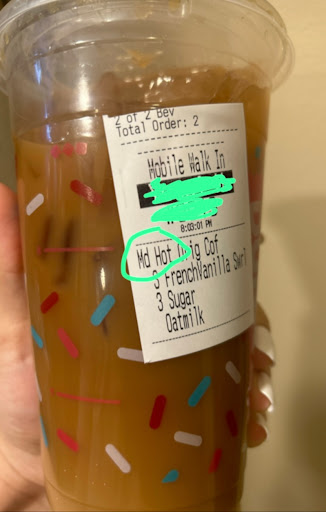 2 of 2 Bev
Total Order: 2
Mobile Walk In
8:03:01 PM
Md Hot Cof
3 FrenchVanilla Swrl
3 Sugar
Oatmilk